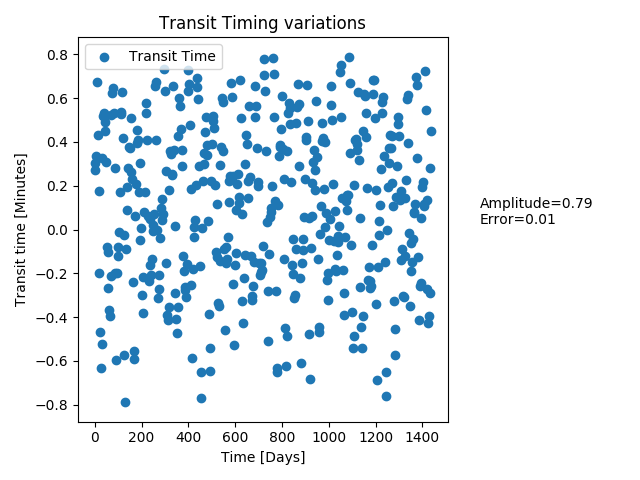 Transit Timing variations
Transit Time
Transit time [Minutes]
0.8
0.6
0.4
0.2
0.0
−0.2
−0.4
−0.6
−0.8
0 200 400 600 800 1000 1200 1400
Time [Days]
Amplitude=0.79
Error=0.01